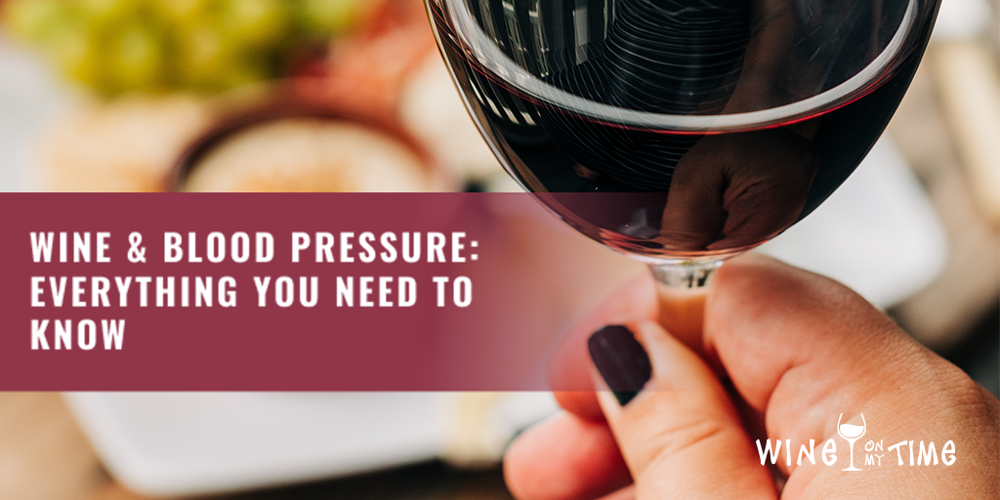 WINE & BLOOD PRESSURE:
EVERYTHING YOU NEED TO
KNOW
WINE ON MY TIME